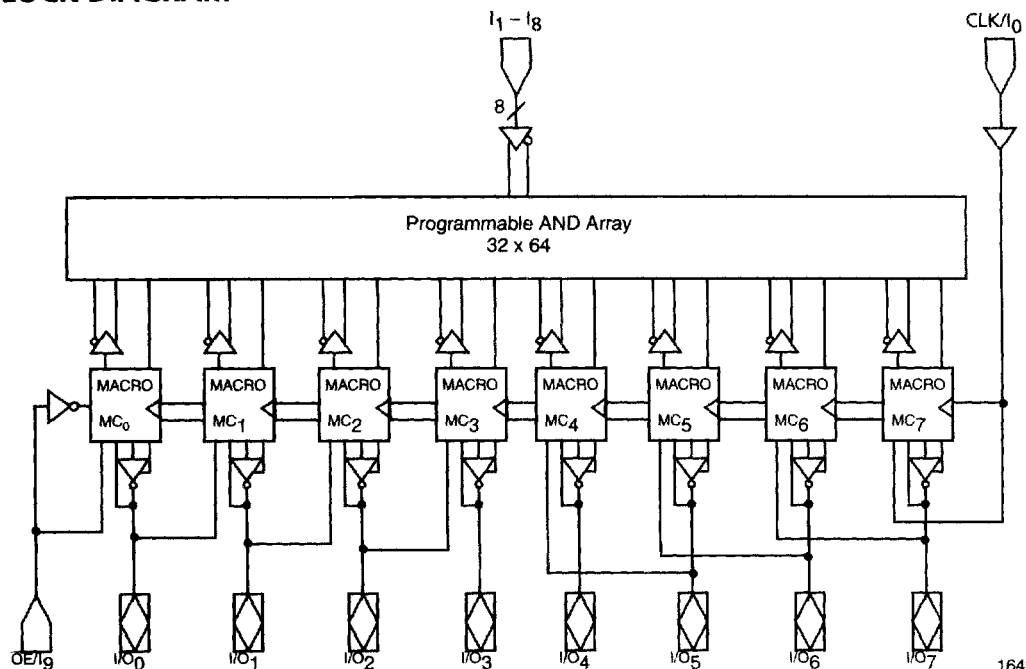 I1 – I8
CLK/I0
8
Programmable AND Array
32 x 64
MACRO MACRO MACRO MACRO MACRO MACRO MACRO MACRO
MC0 MC1 MC2 MC3 MC4 MC5 MC6 MC7
OE/I9 I/O0 I/O1 I/O2 I/O3 I/O4 I/O5 I/O6 I/O7
164